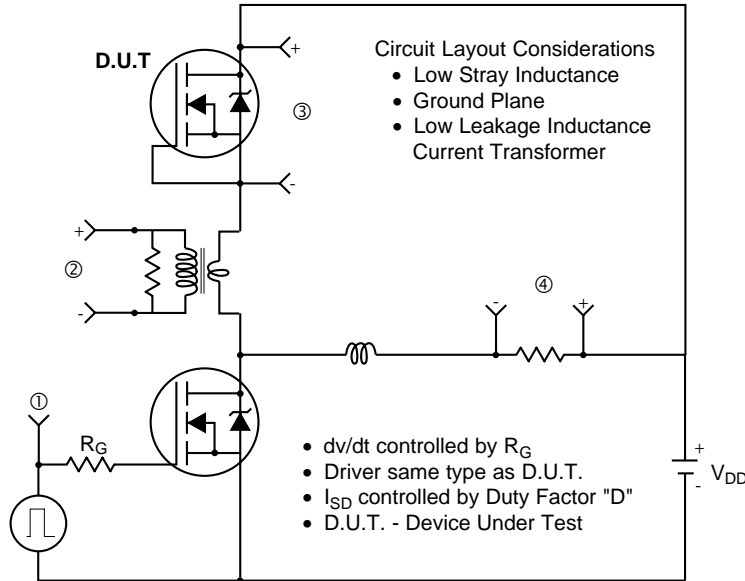 D.U.T
+
Circuit Layout Considerations
• Low Stray Inductance
• Ground Plane
• Low Leakage Inductance
Current Transformer
③
-
+
②
-
④
-
+
①
R_G
• dv/dt controlled by R_G
• Driver same type as D.U.T.
• I_SD controlled by Duty Factor "D"
• D.U.T. - Device Under Test
+
V_DD
-